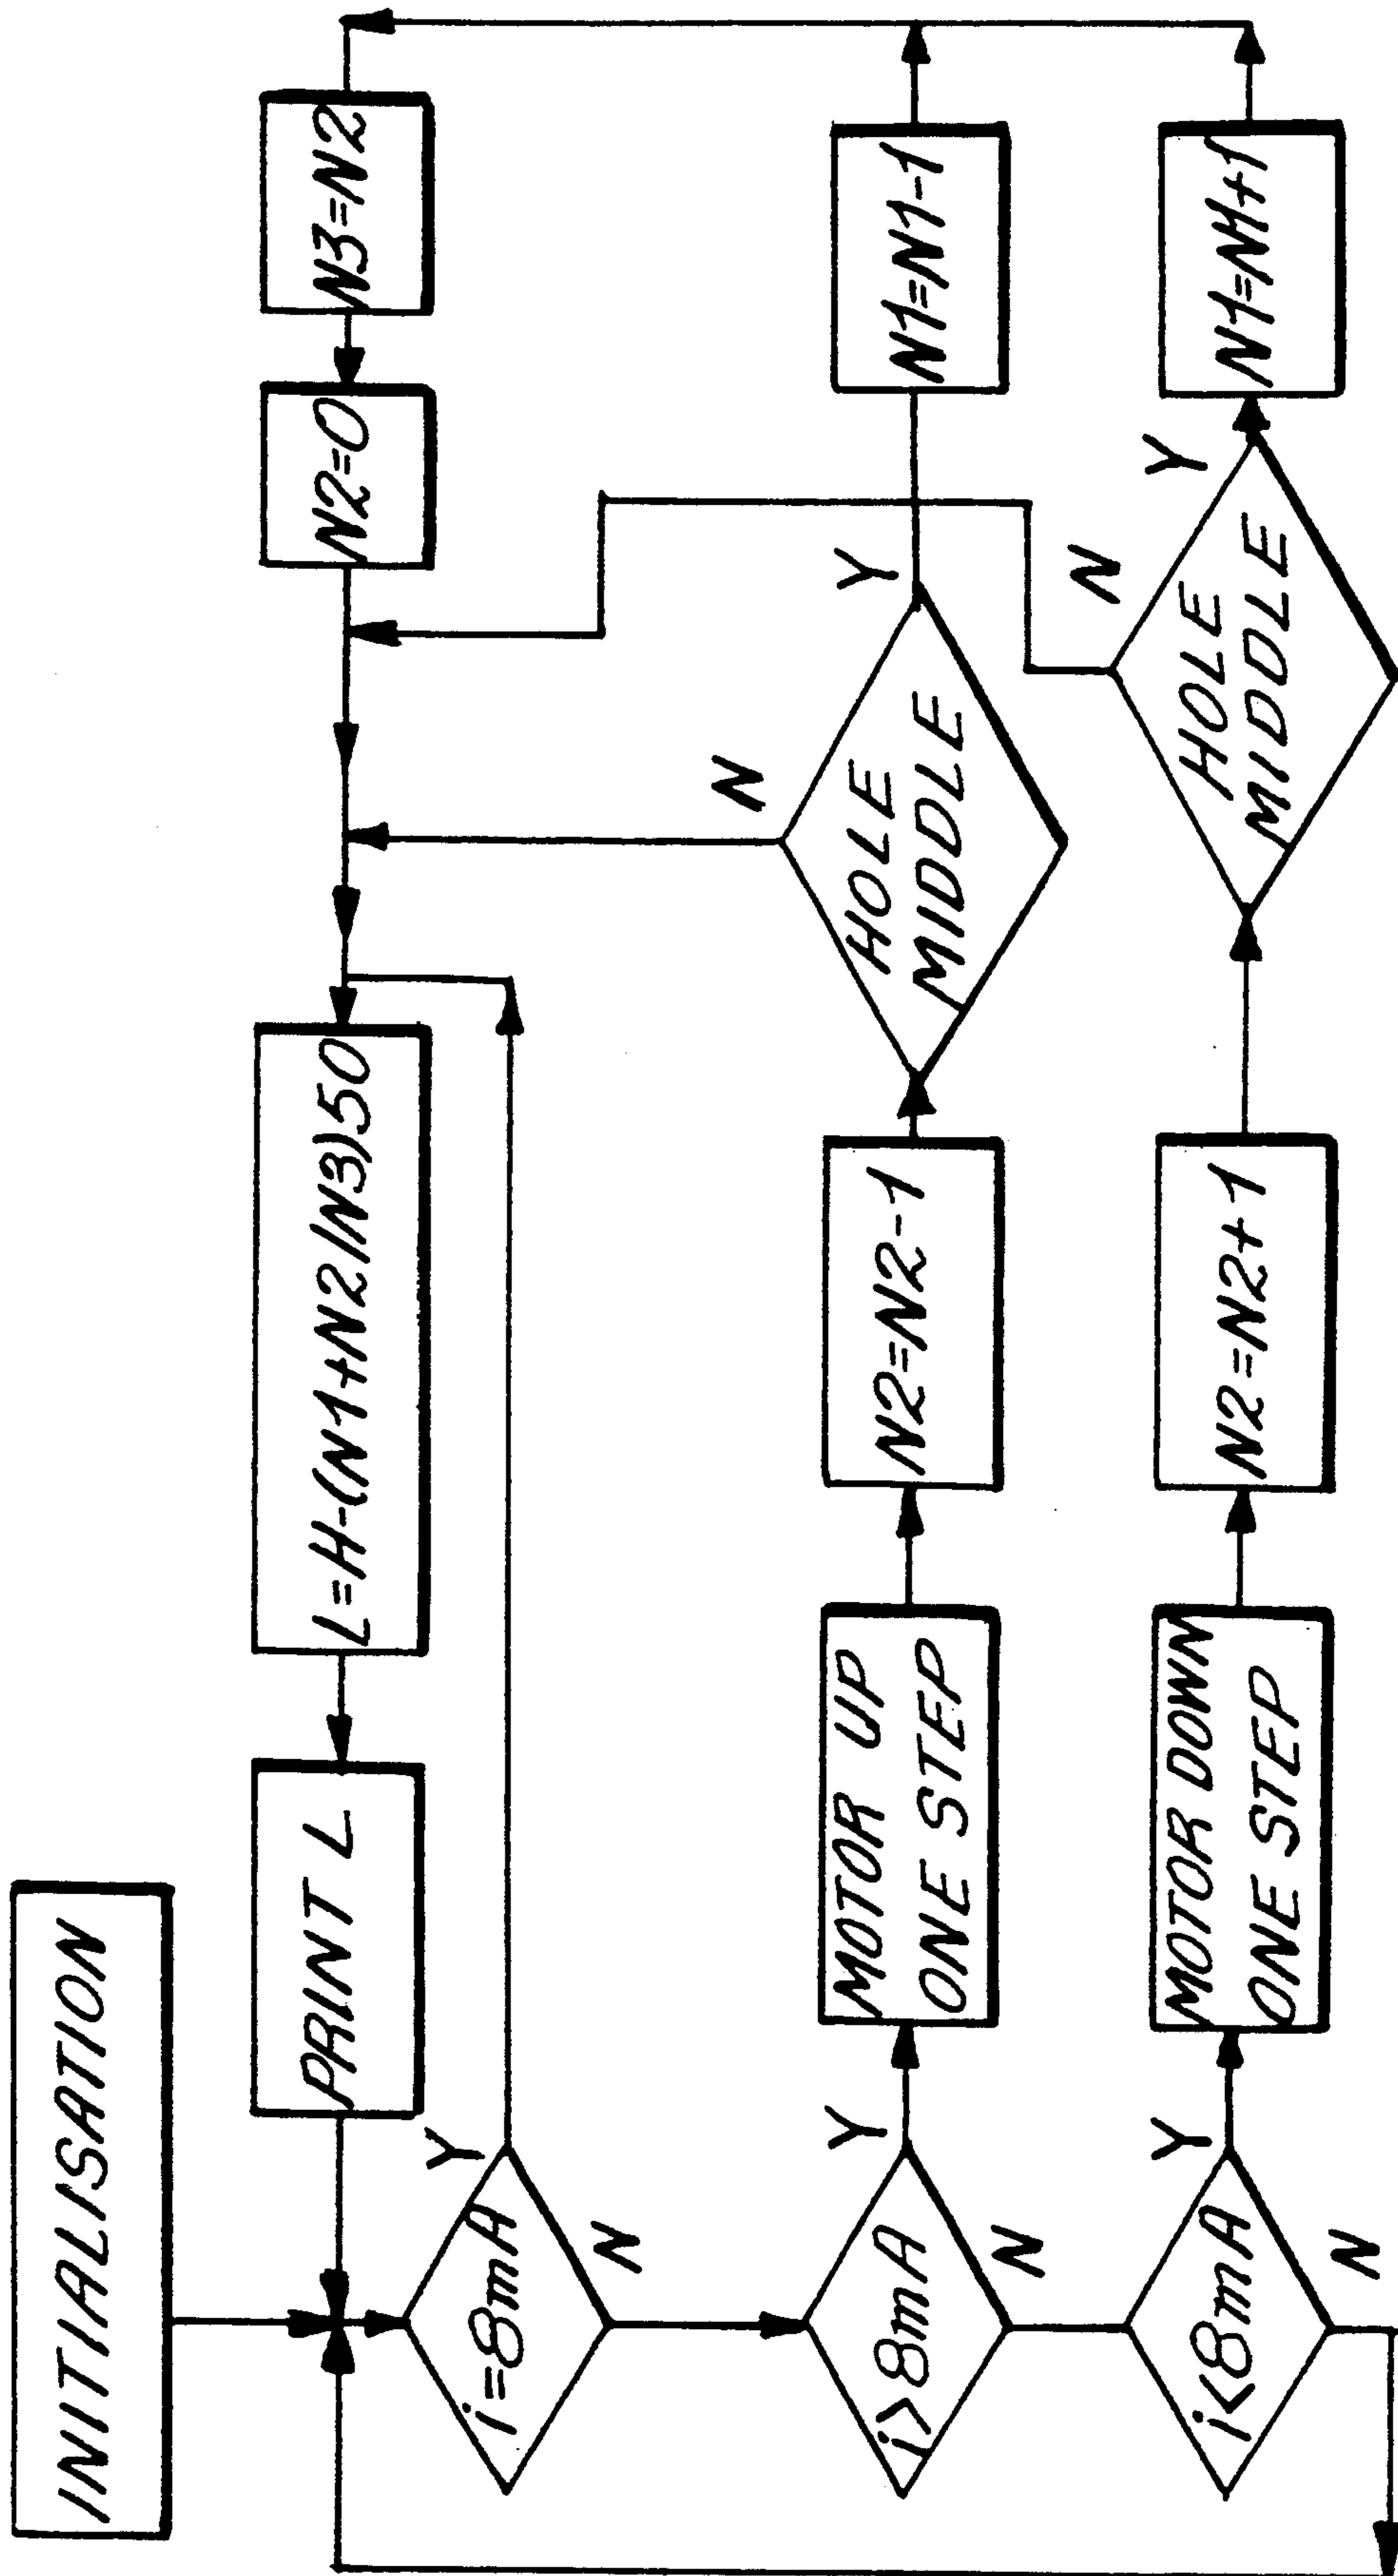 INITIALISATION
PRINT L
L=H-(N1+N2/N3)50
N2=0
N3=N2
i=8mA
Y
N
i>8mA
Y
N
MOTOR UP
ONE STEP
N2=N2-1
HOLE
MIDDLE
N
Y
N1=N1-1
i<8mA
Y
N
MOTOR DOWN
ONE STEP
N2=N2+1
HOLE
MIDDLE
N
Y
N1=N1+1